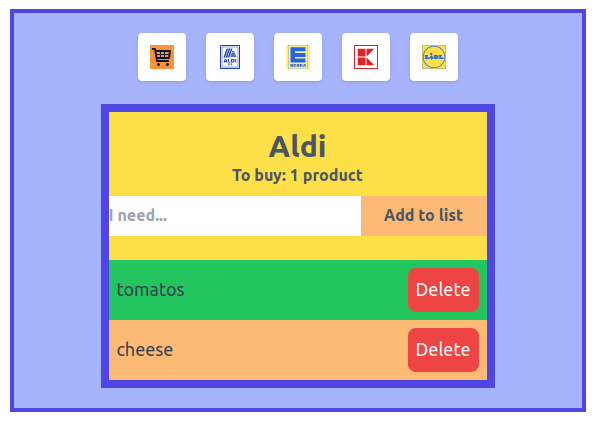 ALDI
E
EDEKA
K
LIDL
Aldi
To buy: 1 product
I need...
Add to list
tomatos
Delete
cheese
Delete